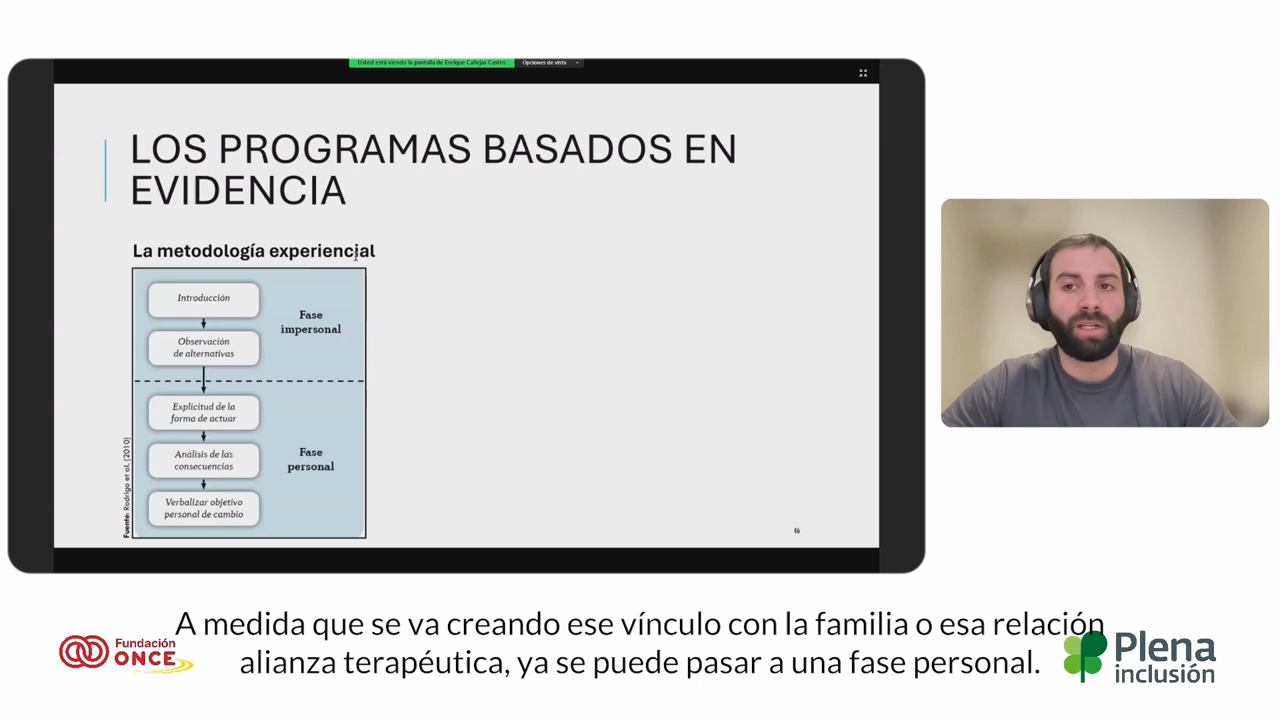 Usted está viendo la pantalla de Enrique Callejas Castro
Opciones de vista
LOS PROGRAMAS BASADOS EN
EVIDENCIA
La metodología experiencial
Introducción
Observación
de alternativas
Fase
impersonal
Explicitud de la
forma de actuar
Análisis de las
consecuencias
Verbalizar objetivo
personal de cambio
Fase
personal
Fuente: Rodrigo et al. (2010)
46
A medida que se va creando ese vínculo con la familia o esa relación
alianza terapéutica, ya se puede pasar a una fase personal.
Fundación
ONCE
Plena
inclusión